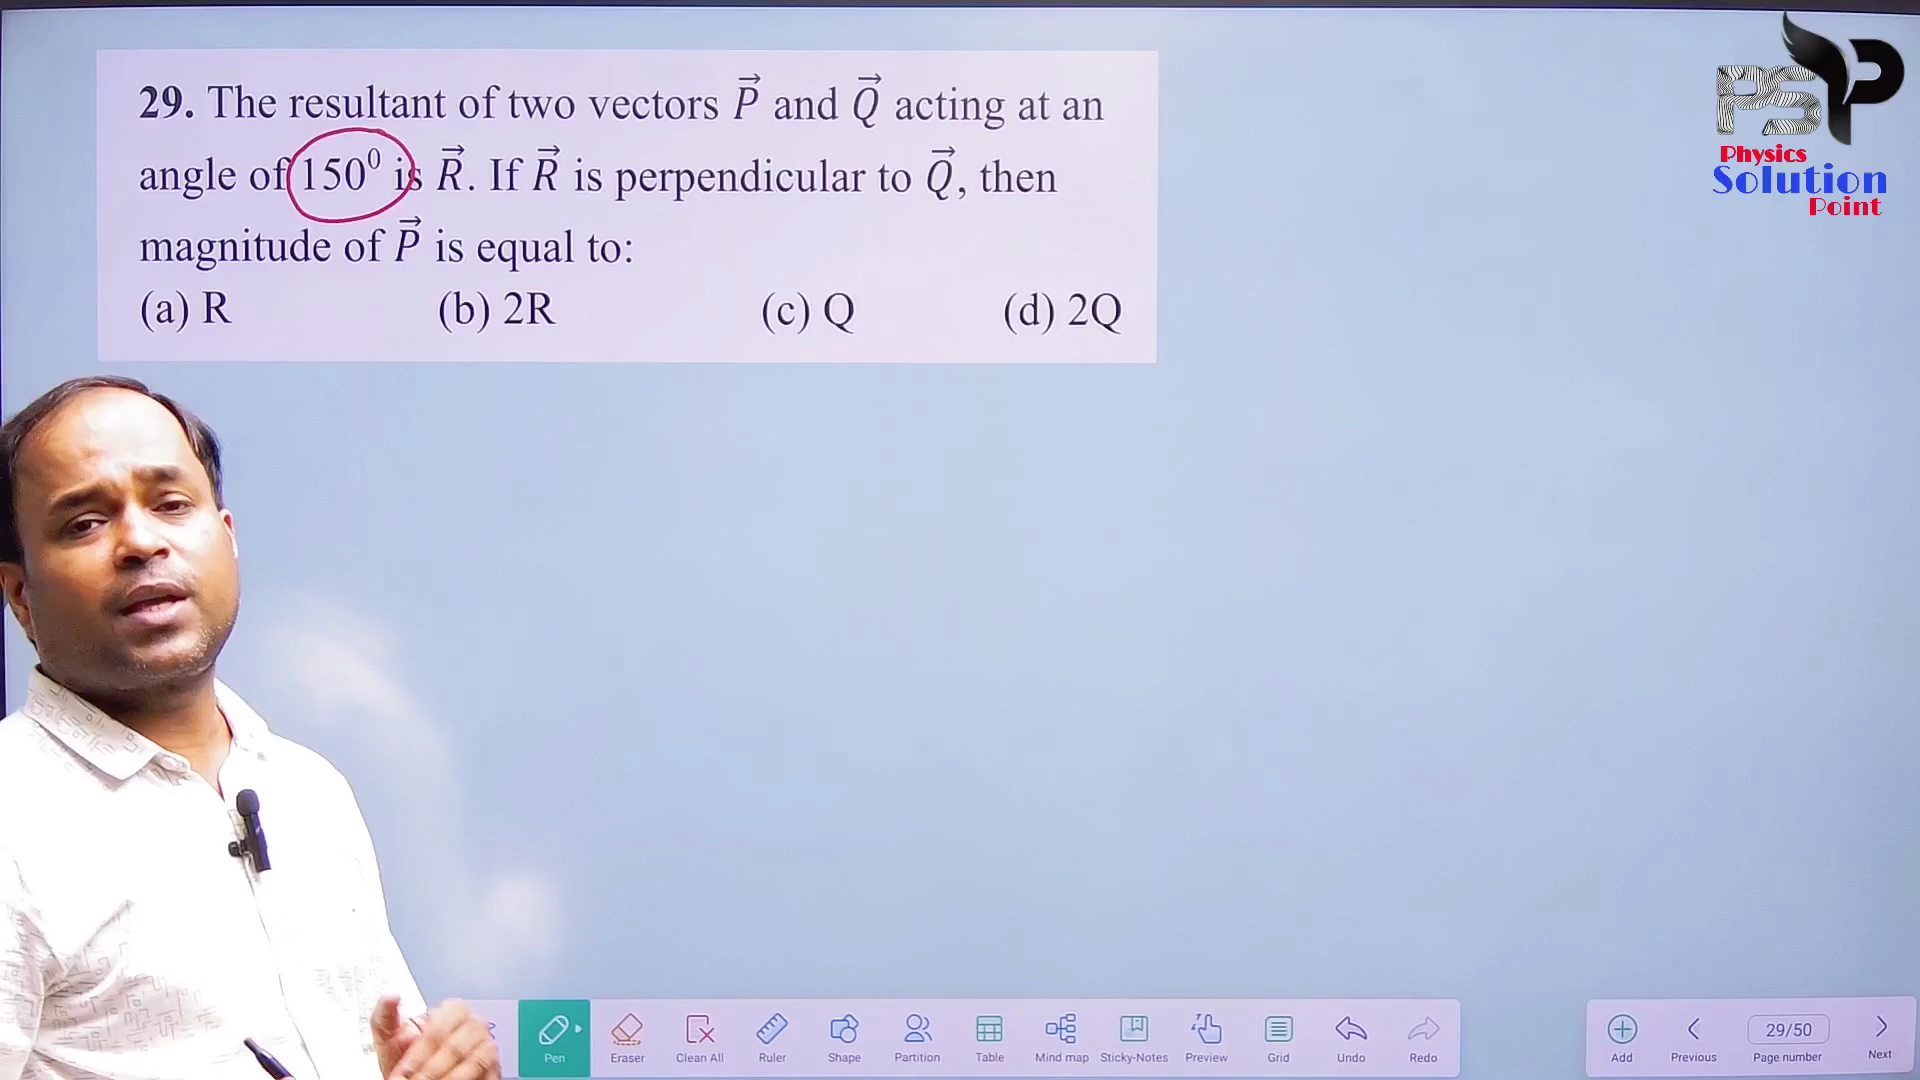 29. The resultant of two vectors P⃗ and Q⃗ acting at an
angle of 150⁰ is R⃗. If R⃗ is perpendicular to Q⃗, then
magnitude of P⃗ is equal to:
(a) R (b) 2R (c) Q (d) 2Q
PSP
Physics
Solution
Point
Pen Eraser Clean All Ruler Shape Partition Table Mind map Sticky-Notes Preview Grid Undo Redo
Add Previous 29/50 Page number Next